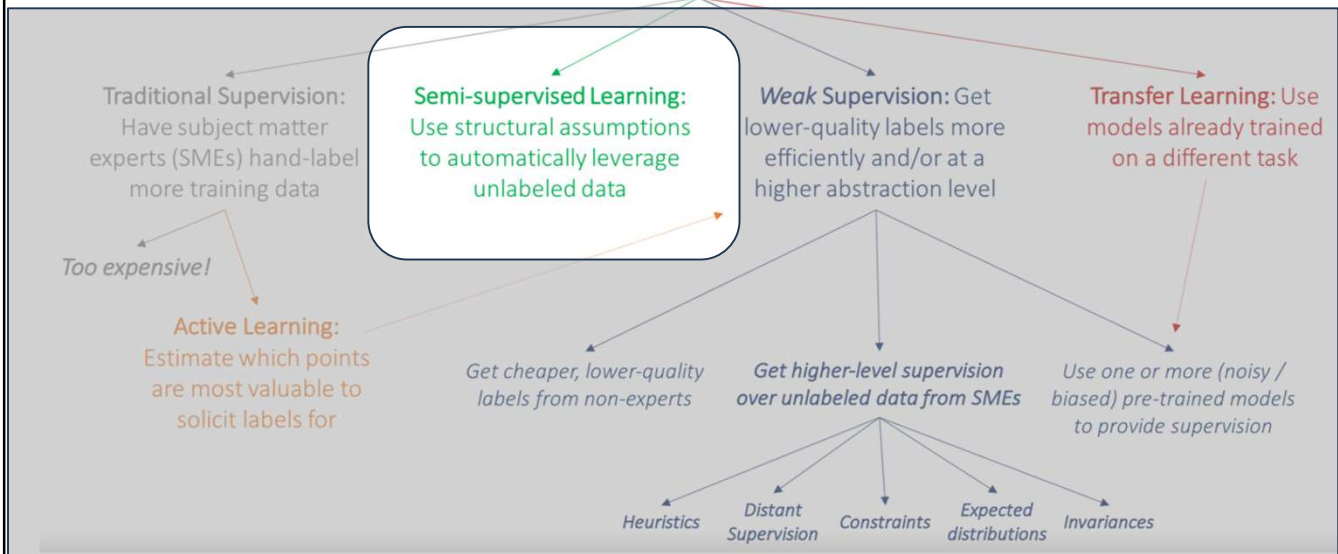 Traditional Supervision:
Have subject matter
experts (SMEs) hand-label
more training data
Semi-supervised Learning:
Use structural assumptions
to automatically leverage
unlabeled data
Weak Supervision: Get
lower-quality labels more
efficiently and/or at a
higher abstraction level
Transfer Learning: Use
models already trained
on a different task
Too expensive!
Active Learning:
Estimate which points
are most valuable to
solicit labels for
Get cheaper, lower-quality
labels from non-experts
Get higher-level supervision
over unlabeled data from SMEs
Use one or more (noisy /
biased) pre-trained models
to provide supervision
Heuristics
Distant
Supervision
Constraints
Expected
distributions
Invariances